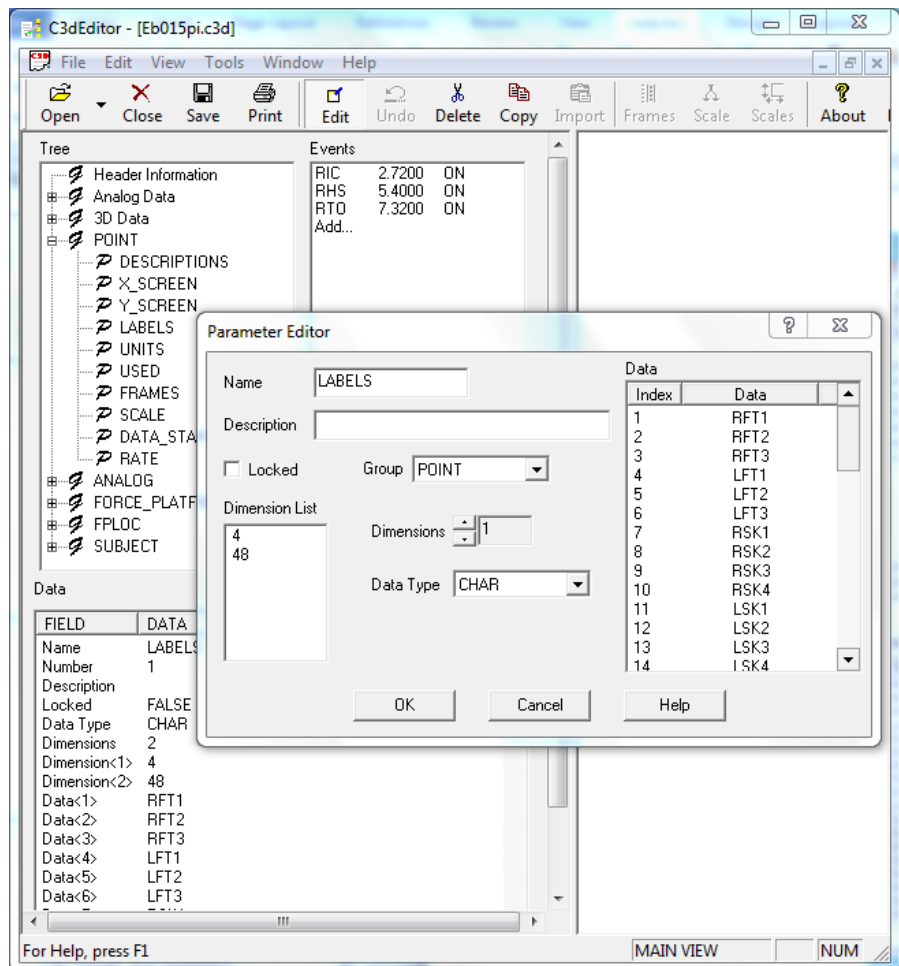 C3dEditor - [Eb015pi.c3d]
File Edit View Tools Window Help
Open Close Save Print Edit Undo Delete Copy Import Frames Scale Scales About
Tree
Header Information
Analog Data
3D Data
POINT
DESCRIPTIONS
X_SCREEN
Y_SCREEN
LABELS
UNITS
USED
FRAMES
SCALE
DATA_STA
RATE
ANALOG
FORCE_PLATF
FPLOC
SUBJECT
Events
RIC 2.7200 ON
RHS 5.4000 ON
RTO 7.3200 ON
Add...
Parameter Editor
Name LABELS
Description
Locked Group POINT
Dimension List
4
48
Dimensions 1
Data Type CHAR
Data
Index Data
1 RFT1
2 RFT2
3 RFT3
4 LFT1
5 LFT2
6 LFT3
7 RSK1
8 RSK2
9 RSK3
10 RSK4
11 LSK1
12 LSK2
13 LSK3
14 LSK4
OK Cancel Help
Data
FIELD DATA
Name LABELS
Number 1
Description
Locked FALSE
Data Type CHAR
Dimensions 2
Dimension<1> 4
Dimension<2> 48
Data<1> RFT1
Data<2> RFT2
Data<3> RFT3
Data<4> LFT1
Data<5> LFT2
Data<6> LFT3
For Help, press F1 MAIN VIEW NUM